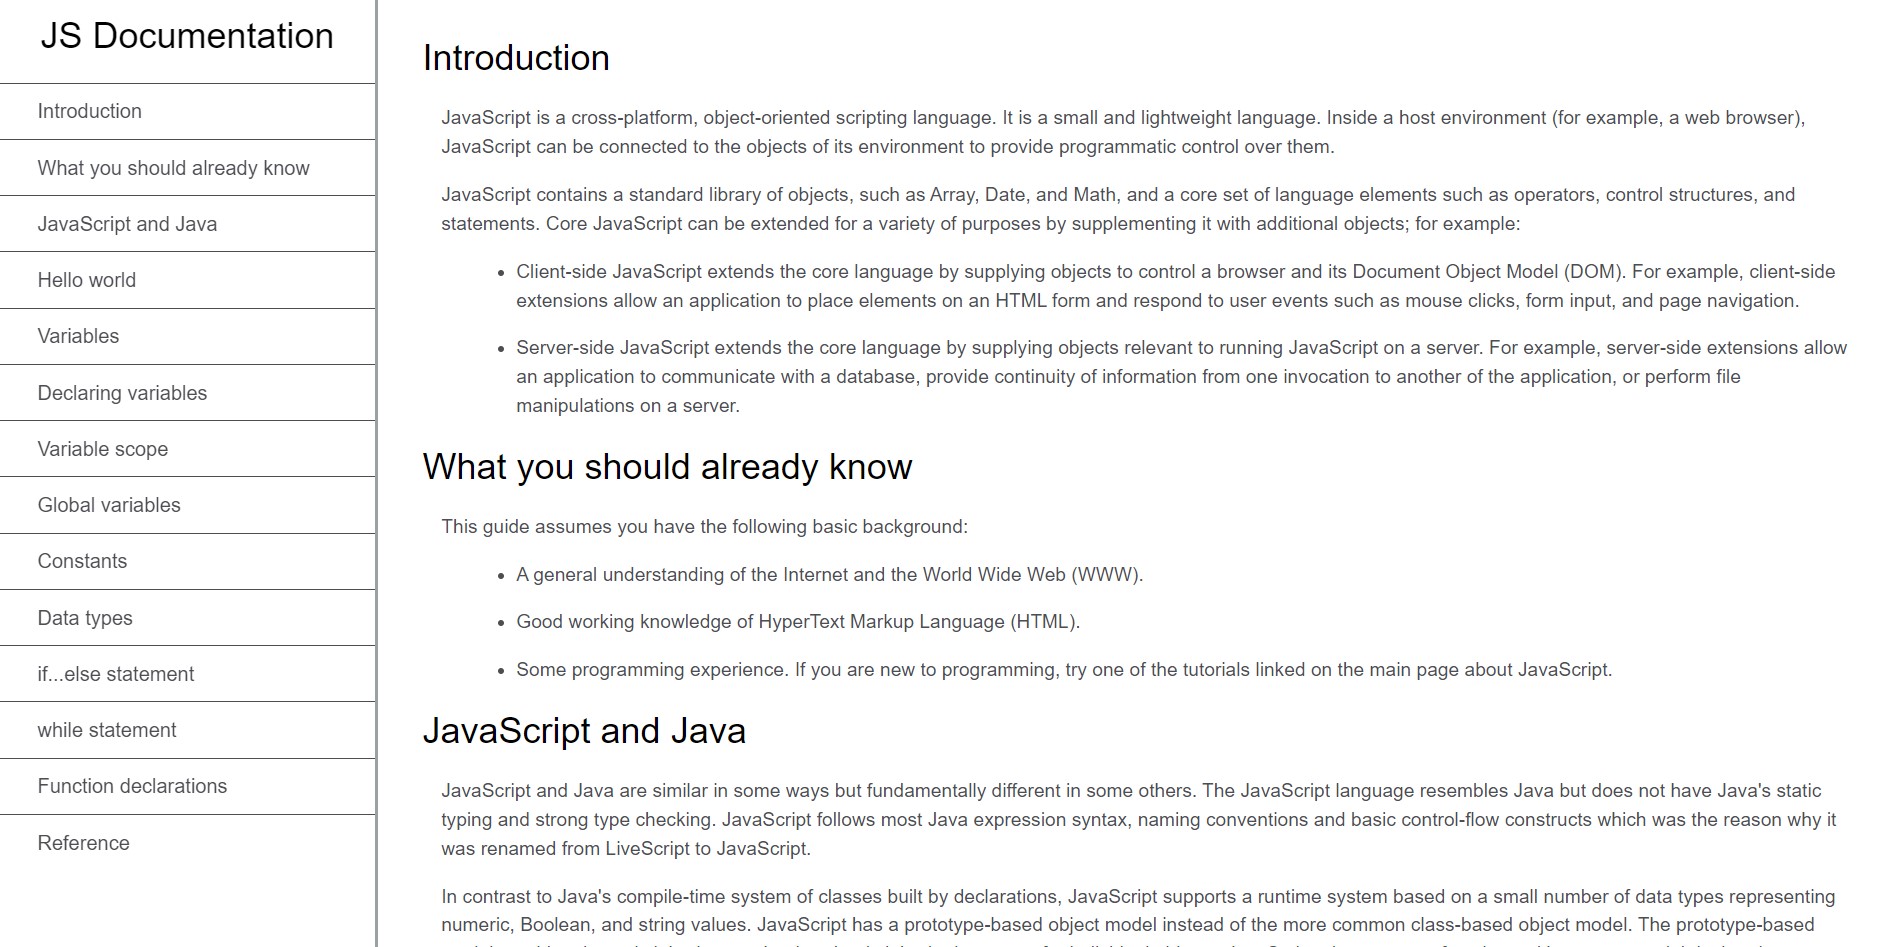 JS Documentation
Introduction
What you should already know
JavaScript and Java
Hello world
Variables
Declaring variables
Variable scope
Global variables
Constants
Data types
if...else statement
while statement
Function declarations
Reference
Introduction
JavaScript is a cross-platform, object-oriented scripting language. It is a small and lightweight language. Inside a host environment (for example, a web browser),
JavaScript can be connected to the objects of its environment to provide programmatic control over them.
JavaScript contains a standard library of objects, such as Array, Date, and Math, and a core set of language elements such as operators, control structures, and
statements. Core JavaScript can be extended for a variety of purposes by supplementing it with additional objects; for example:
• Client-side JavaScript extends the core language by supplying objects to control a browser and its Document Object Model (DOM). For example, client-side
extensions allow an application to place elements on an HTML form and respond to user events such as mouse clicks, form input, and page navigation.
• Server-side JavaScript extends the core language by supplying objects relevant to running JavaScript on a server. For example, server-side extensions allow
an application to communicate with a database, provide continuity of information from one invocation to another of the application, or perform file
manipulations on a server.
What you should already know
This guide assumes you have the following basic background:
• A general understanding of the Internet and the World Wide Web (WWW).
• Good working knowledge of HyperText Markup Language (HTML).
• Some programming experience. If you are new to programming, try one of the tutorials linked on the main page about JavaScript.
JavaScript and Java
JavaScript and Java are similar in some ways but fundamentally different in some others. The JavaScript language resembles Java but does not have Java's static
typing and strong type checking. JavaScript follows most Java expression syntax, naming conventions and basic control-flow constructs which was the reason why it
was renamed from LiveScript to JavaScript.
In contrast to Java's compile-time system of classes built by declarations, JavaScript supports a runtime system based on a small number of data types representing
numeric, Boolean, and string values. JavaScript has a prototype-based object model instead of the more common class-based object model. The prototype-based